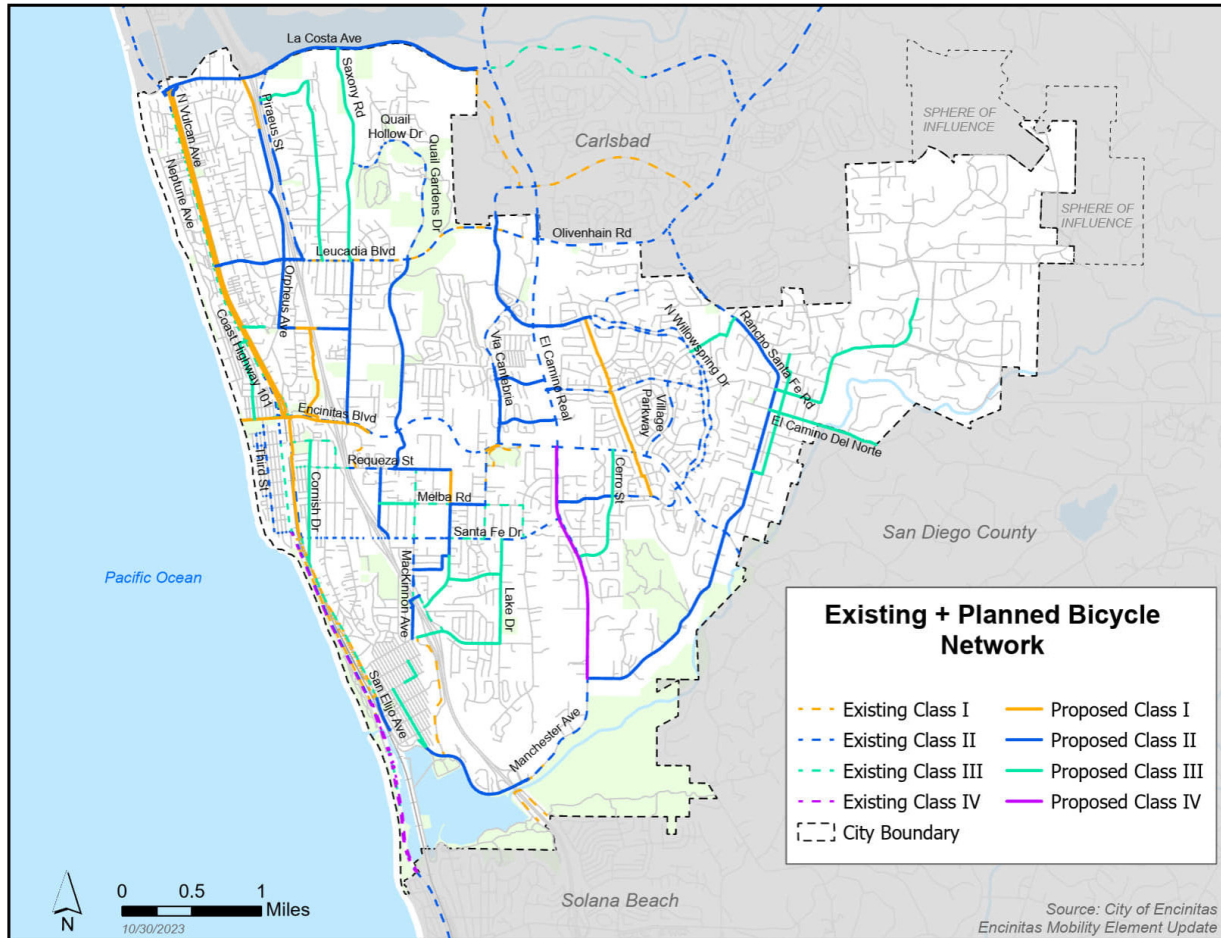 La Costa Ave
Saxony Rd
N Vulcan Ave
Piraeus St
Quail
Hollow Dr
Quail Gardens Dr
Carlsbad
SPHERE OF
INFLUENCE
SPHERE OF
INFLUENCE
Neptune Ave
Leucadia Blvd
Olivenhain Rd
Orpheus Ave
Coast Highway 101
Via Cantebria
El Camino Real
N Willowspring Dr
Rancho Santa Fe Rd
Village
Parkway
Encinitas Blvd
El Camino Del Norte
Third St
Requeza St
Cornish Dr
Melba Rd
Cerro St
Santa Fe Dr
San Diego County
MacKinnon Ave
Lake Dr
Pacific Ocean
San Elijo Ave
Manchester Ave
Existing + Planned Bicycle
Network
Existing Class I
Proposed Class I
Existing Class II
Proposed Class II
Existing Class III
Proposed Class III
Existing Class IV
Proposed Class IV
City Boundary
N
0 0.5 1
Miles
10/30/2023
Solana Beach
Source: City of Encinitas
Encinitas Mobility Element Update